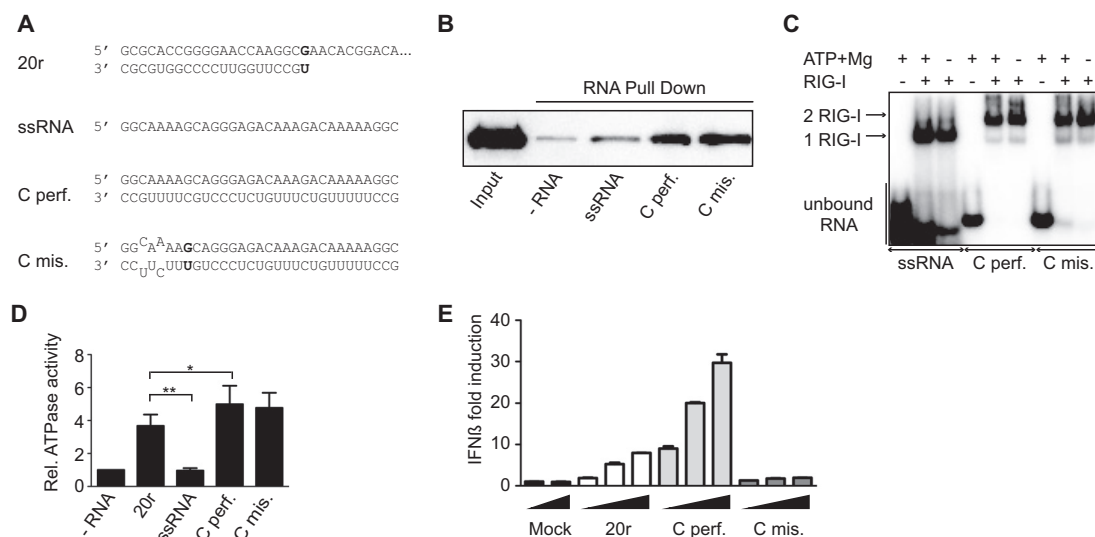 A
20r
5’ GCGCACCGGGGAACCAAGGCGAACACGGACA...
3’ CGCGUGGCCCCUUGGUUCCGU
ssRNA
5’ GGCAAAAGCAGGGAGACAAAGACAAAAAGGC
C perf.
5’ GGCAAAAGCAGGGAGACAAAGACAAAAAGGC
3’ CCGUUUUCGUCCCUCUGUUUCUGUUUUUCCG
C mis.
5’ GGCAAAAGCAGGGAGACAAAGACAAAAAGGC
3’ CCUUCUUUGUCCCUCUGUUUCUGUUUUUCCG
B
RNA Pull Down
Input
- RNA
ssRNA
C perf.
C mis.
C
ATP+Mg + + - + + - + + -
RIG-I - + + - + + - + +
2 RIG-I
1 RIG-I
unbound
RNA
ssRNA C perf. C mis.
D
Rel. ATPase activity
8
6
4
2
0
*
**
- RNA
20r
ssRNA
C perf.
C mis.
E
IFNß fold induction
40
30
20
10
0
Mock 20r C perf. C mis.